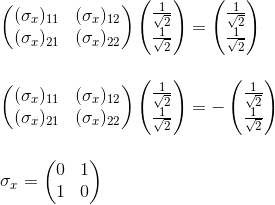 \begin{pmatrix} (\sigma_x)_{11} & (\sigma_x)_{12} \\ (\sigma_x)_{21} & (\sigma_x)_{22} \end{pmatrix} \begin{pmatrix} \frac{1}{\sqrt{2}} \\ \frac{1}{\sqrt{2}} \end{pmatrix} = \begin{pmatrix} \frac{1}{\sqrt{2}} \\ \frac{1}{\sqrt{2}} \end{pmatrix}
\begin{pmatrix} (\sigma_x)_{11} & (\sigma_x)_{12} \\ (\sigma_x)_{21} & (\sigma_x)_{22} \end{pmatrix} \begin{pmatrix} \frac{1}{\sqrt{2}} \\ \frac{1}{\sqrt{2}} \end{pmatrix} = - \begin{pmatrix} \frac{1}{\sqrt{2}} \\ \frac{1}{\sqrt{2}} \end{pmatrix}
\sigma_x = \begin{pmatrix} 0 & 1 \\ 1 & 0 \end{pmatrix}